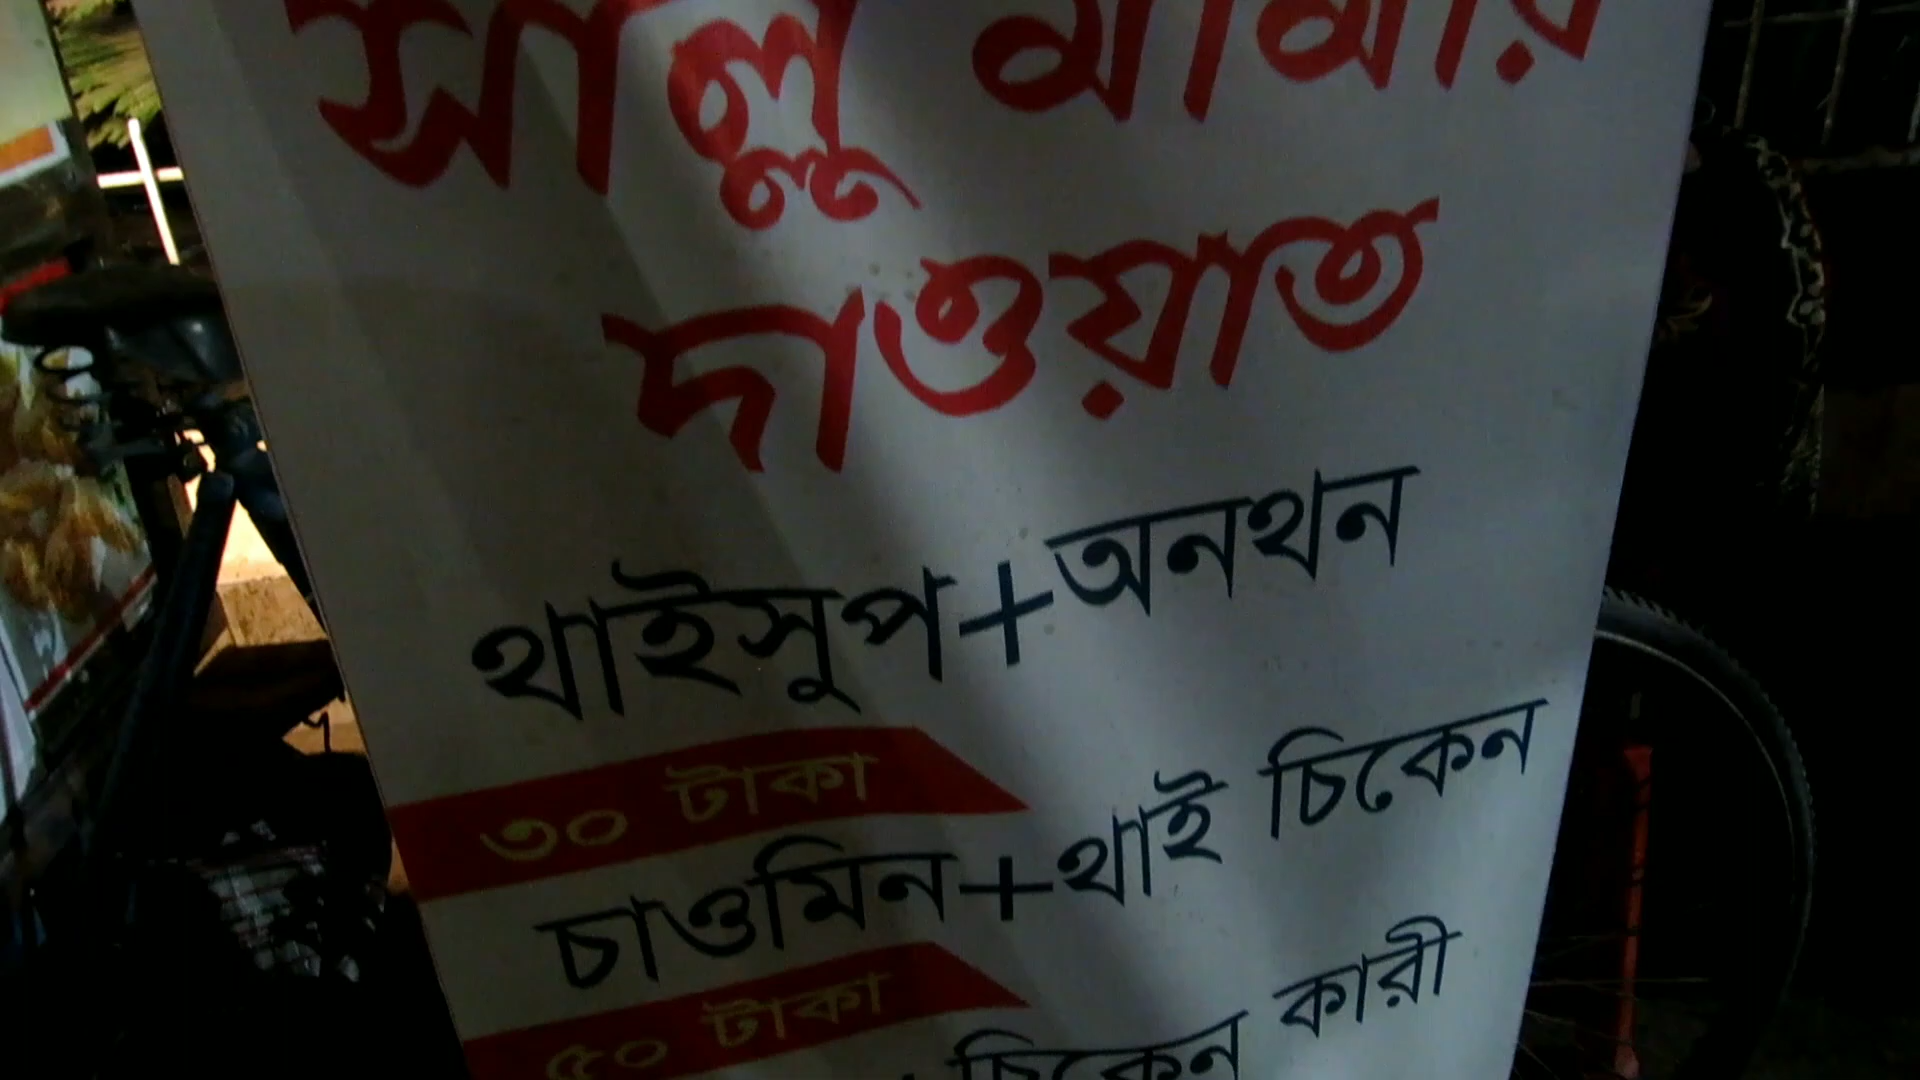 সাল্লু মামার
দাওয়াত
থাইসুপ+অনথন
৩০ টাকা
চাওমিন+থাই চিকেন
৫০ টাকা
চিকেন কারী